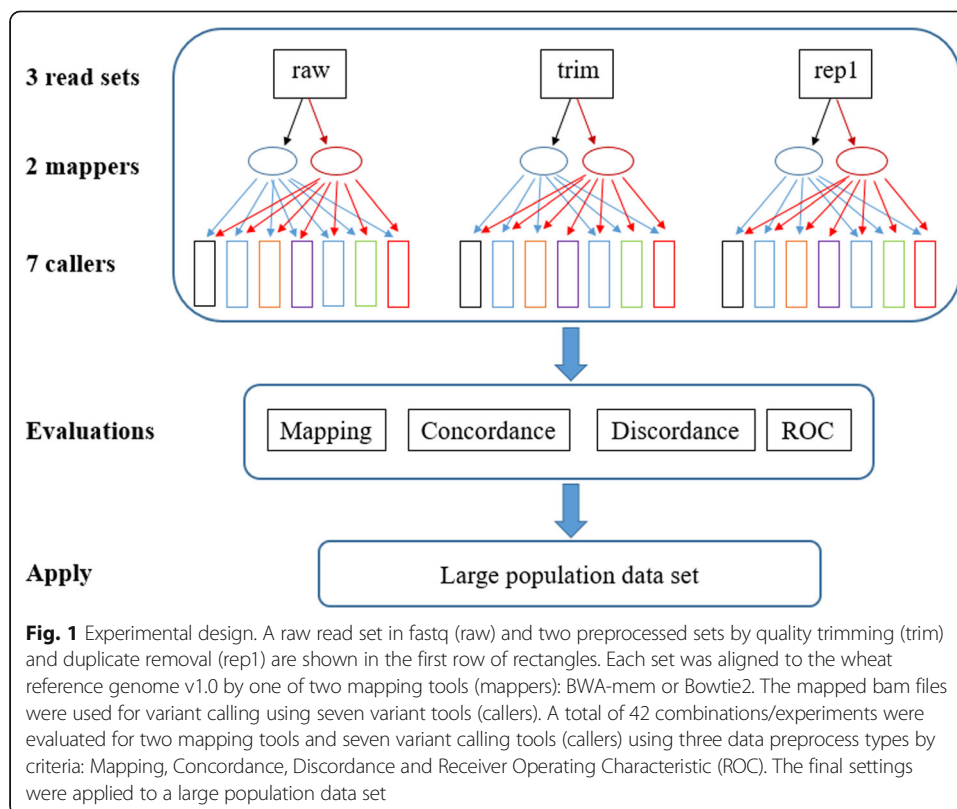 3 read sets
raw
trim
rep1
2 mappers
7 callers
Evaluations
Mapping
Concordance
Discordance
ROC
Apply
Large population data set
Fig. 1 Experimental design. A raw read set in fastq (raw) and two preprocessed sets by quality trimming (trim)
and duplicate removal (rep1) are shown in the first row of rectangles. Each set was aligned to the wheat
reference genome v1.0 by one of two mapping tools (mappers): BWA-mem or Bowtie2. The mapped bam files
were used for variant calling using seven variant tools (callers). A total of 42 combinations/experiments were
evaluated for two mapping tools and seven variant calling tools (callers) using three data preprocess types by
criteria: Mapping, Concordance, Discordance and Receiver Operating Characteristic (ROC). The final settings
were applied to a large population data set